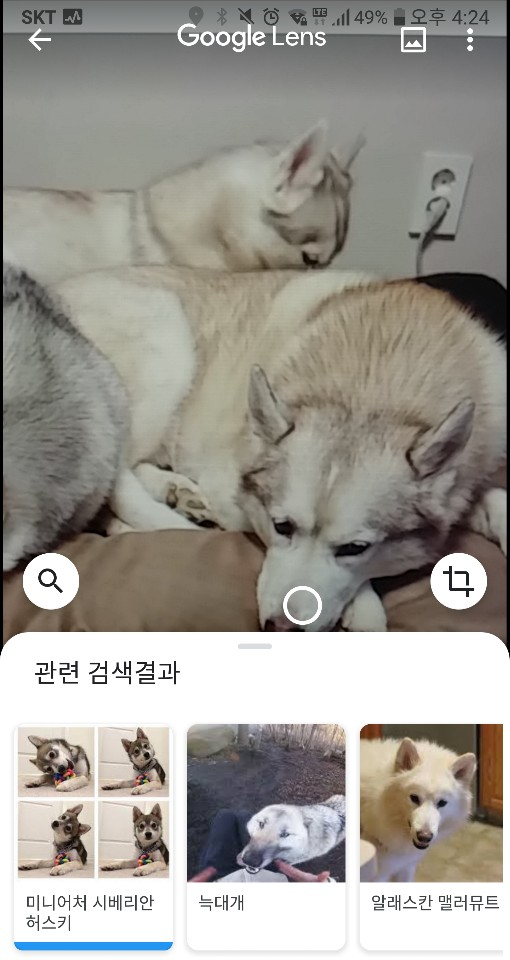 SKT 49% 오후 4:24
LTE
Google Lens
관련 검색결과
미니어처 시베리안
허스키
늑대개
알래스칸 맬러뮤트